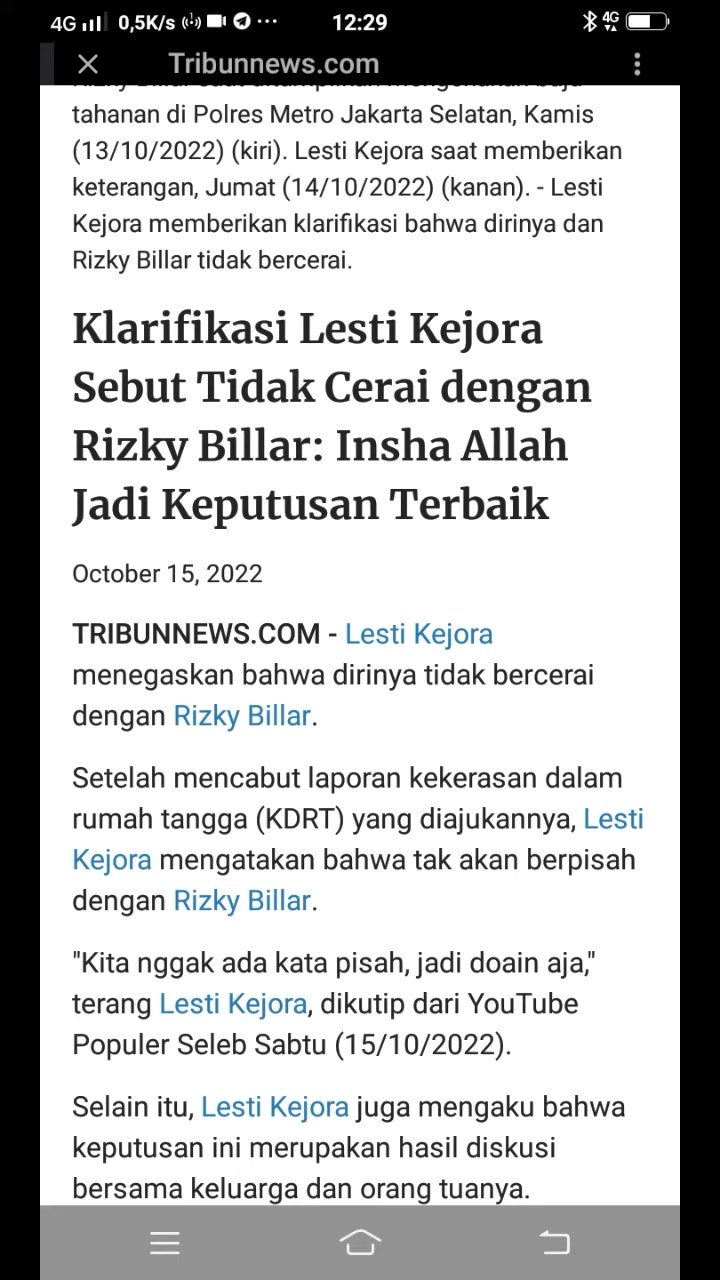 4G 0,5K/s ... 12:29 4G
Tribunnews.com
tahanan di Polres Metro Jakarta Selatan, Kamis
(13/10/2022) (kiri). Lesti Kejora saat memberikan
keterangan, Jumat (14/10/2022) (kanan). - Lesti
Kejora memberikan klarifikasi bahwa dirinya dan
Rizky Billar tidak bercerai.
Klarifikasi Lesti Kejora
Sebut Tidak Cerai dengan
Rizky Billar: Insha Allah
Jadi Keputusan Terbaik
October 15, 2022
TRIBUNNEWS.COM - Lesti Kejora
menegaskan bahwa dirinya tidak bercerai
dengan Rizky Billar.
Setelah mencabut laporan kekerasan dalam
rumah tangga (KDRT) yang diajukannya, Lesti
Kejora mengatakan bahwa tak akan berpisah
dengan Rizky Billar.
"Kita nggak ada kata pisah, jadi doain aja,"
terang Lesti Kejora, dikutip dari YouTube
Populer Seleb Sabtu (15/10/2022).
Selain itu, Lesti Kejora juga mengaku bahwa
keputusan ini merupakan hasil diskusi
bersama keluarga dan orang tuanya.